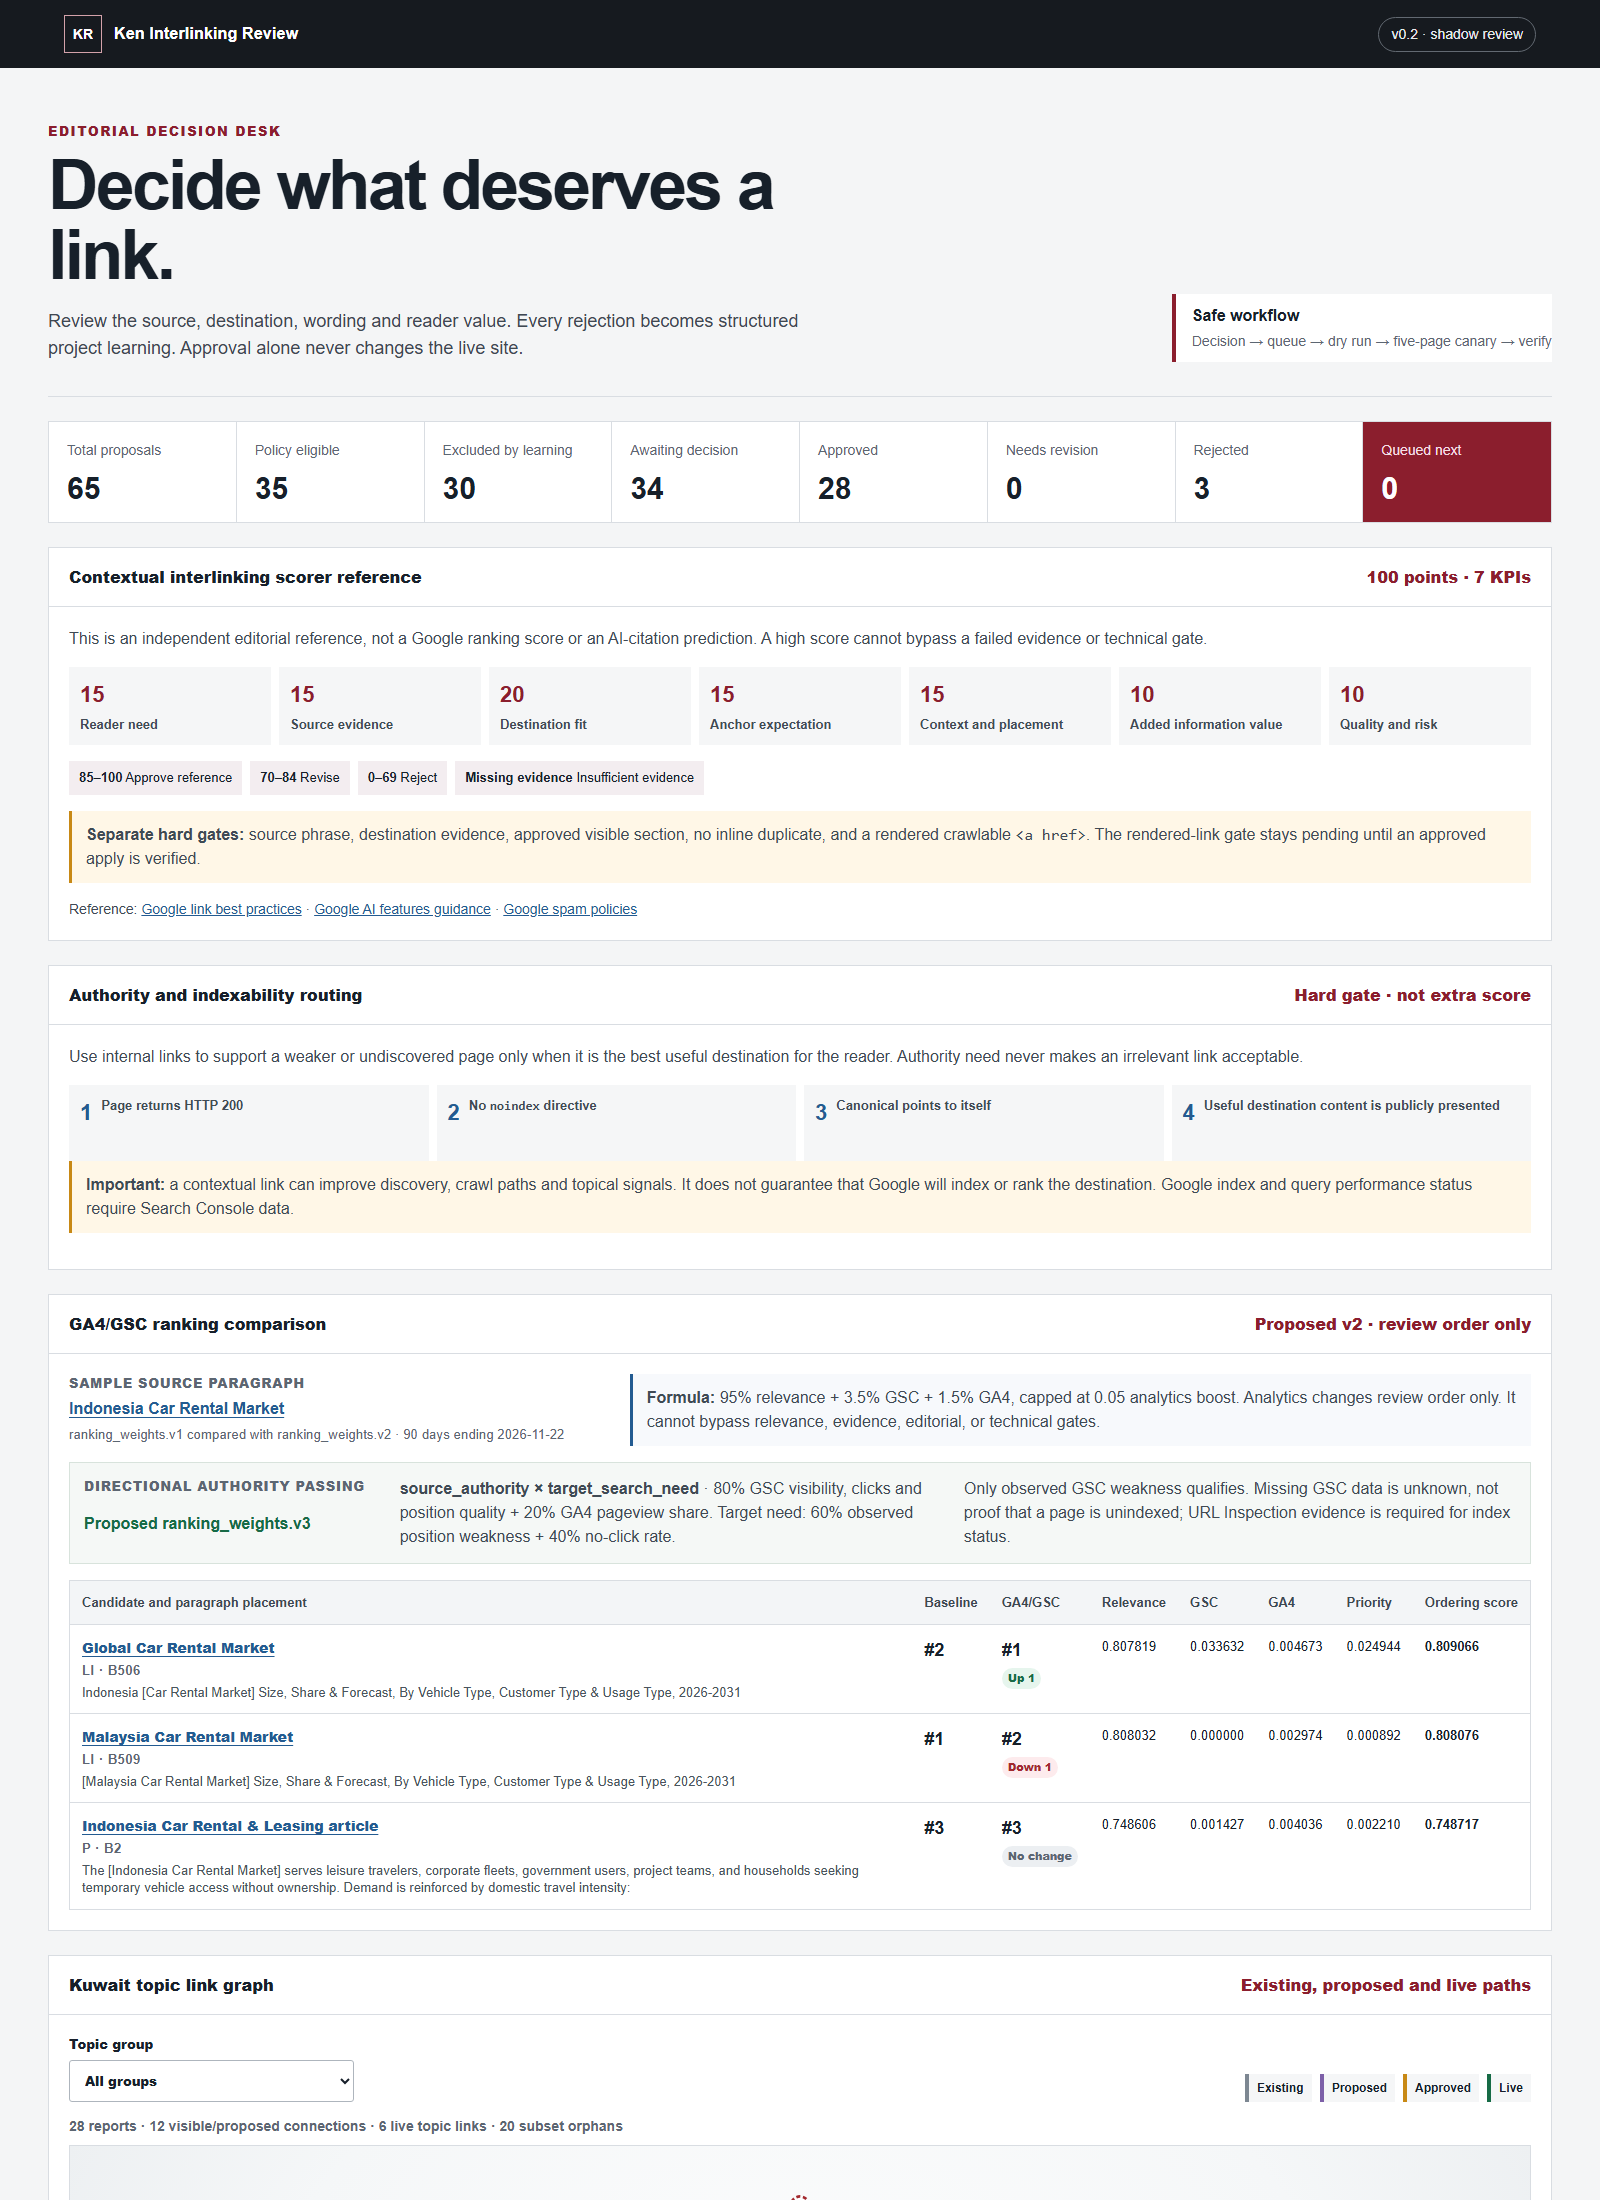 KR
Ken Interlinking Review
v0.2 · shadow review
EDITORIAL DECISION DESK
Decide what deserves a
link.
Review the source, destination, wording and reader value. Every rejection becomes structured
project learning. Approval alone never changes the live site.
Safe workflow
Decision → queue → dry run → five-page canary → verify
Total proposals
65
Policy eligible
35
Excluded by learning
30
Awaiting decision
34
Approved
28
Needs revision
0
Rejected
3
Queued next
0
Contextual interlinking scorer reference
100 points · 7 KPIs
This is an independent editorial reference, not a Google ranking score or an AI-citation prediction. A high score cannot bypass a failed evidence or technical gate.
15
Reader need
15
Source evidence
20
Destination fit
15
Anchor expectation
15
Context and placement
10
Added information value
10
Quality and risk
85–100 Approve reference
70–84 Revise
0–69 Reject
Missing evidence Insufficient evidence
Separate hard gates: source phrase, destination evidence, approved visible section, no inline duplicate, and a rendered crawlable <a href>. The rendered-link gate stays pending until an approved
apply is verified.
Reference: Google link best practices · Google AI features guidance · Google spam policies
Authority and indexability routing
Hard gate · not extra score
Use internal links to support a weaker or undiscovered page only when it is the best useful destination for the reader. Authority need never makes an irrelevant link acceptable.
1 Page returns HTTP 200
2 No noindex directive
3 Canonical points to itself
4 Useful destination content is publicly presented
Important: a contextual link can improve discovery, crawl paths and topical signals. It does not guarantee that Google will index or rank the destination. Google index and query performance status
require Search Console data.
GA4/GSC ranking comparison
Proposed v2 · review order only
SAMPLE SOURCE PARAGRAPH
Indonesia Car Rental Market
ranking_weights.v1 compared with ranking_weights.v2 · 90 days ending 2026-11-22
Formula: 95% relevance + 3.5% GSC + 1.5% GA4, capped at 0.05 analytics boost. Analytics changes review order only. It
cannot bypass relevance, evidence, editorial, or technical gates.
DIRECTIONAL AUTHORITY PASSING
Proposed ranking_weights.v3
source_authority × target_search_need · 80% GSC visibility, clicks and
position quality + 20% GA4 pageview share. Target need: 60% observed
position weakness + 40% no-click rate.
Only observed GSC weakness qualifies. Missing GSC data is unknown, not
proof that a page is unindexed; URL Inspection evidence is required for index
status.
Candidate and paragraph placement Baseline GA4/GSC Relevance GSC GA4 Priority Ordering score
Global Car Rental Market #2 #1 0.807819 0.033632 0.004673 0.024944 0.809066
LI · B506
Up 1
Indonesia [Car Rental Market] Size, Share & Forecast, By Vehicle Type, Customer Type & Usage Type, 2026-2031
Malaysia Car Rental Market #1 #2 0.808032 0.000000 0.002974 0.000892 0.808076
LI · B509
Down 1
[Malaysia Car Rental Market] Size, Share & Forecast, By Vehicle Type, Customer Type & Usage Type, 2026-2031
Indonesia Car Rental & Leasing article #3 #3 0.748606 0.001427 0.004036 0.002210 0.748717
P · B2
No change
The [Indonesia Car Rental Market] serves leisure travelers, corporate fleets, government users, project teams, and households seeking
temporary vehicle access without ownership. Demand is reinforced by domestic travel intensity:
Kuwait topic link graph
Existing, proposed and live paths
Topic group
All groups
Existing
Proposed
Approved
Live
28 reports · 12 visible/proposed connections · 6 live topic links · 20 subset orphans